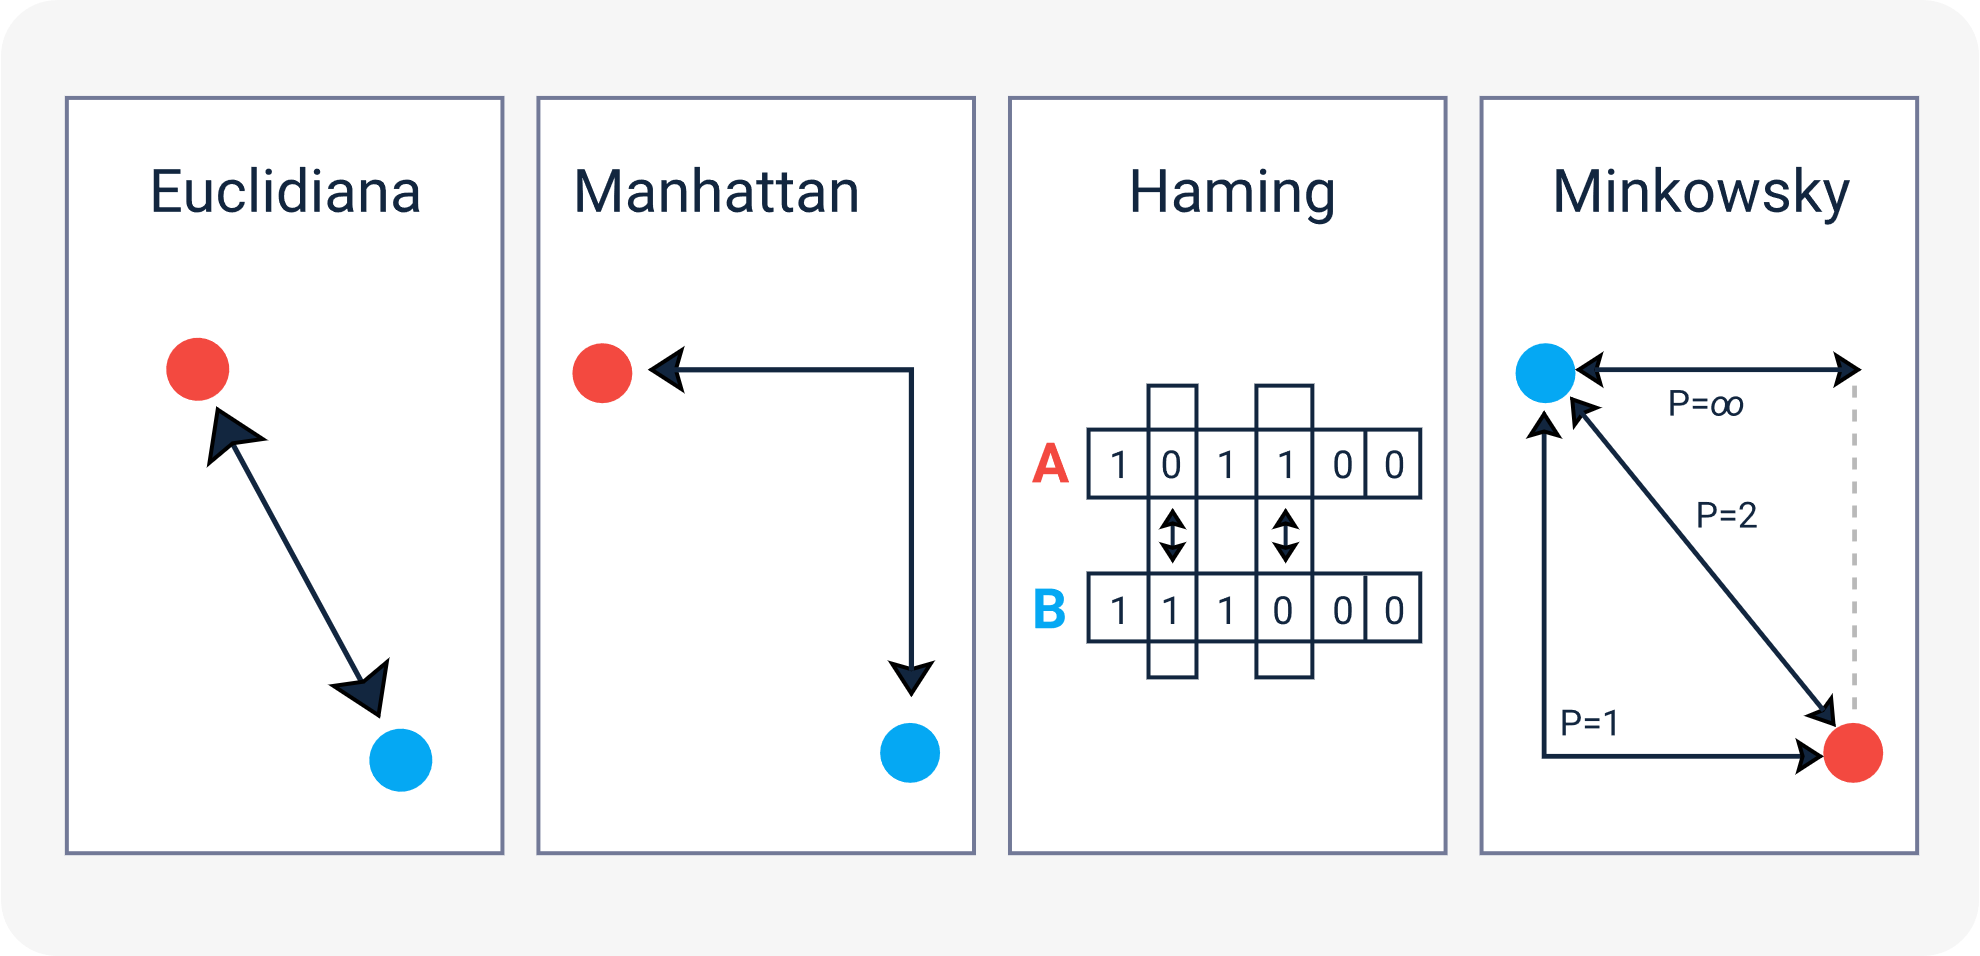 Euclidiana
Manhattan
Haming
A 1 0 1 1 0 0
B 1 1 1 0 0 0
Minkowsky
P=∞
P=2
P=1